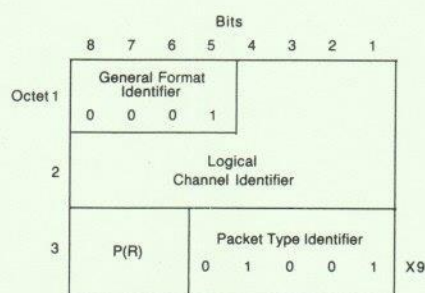 Bits
8 7 6 5 4 3 2 1
General Format
Identifier
Octet 1
0 0 0 1
Logical
2
Channel Identifier
Packet Type Identifier
3
P(R)
0 1 0 0 1
X9